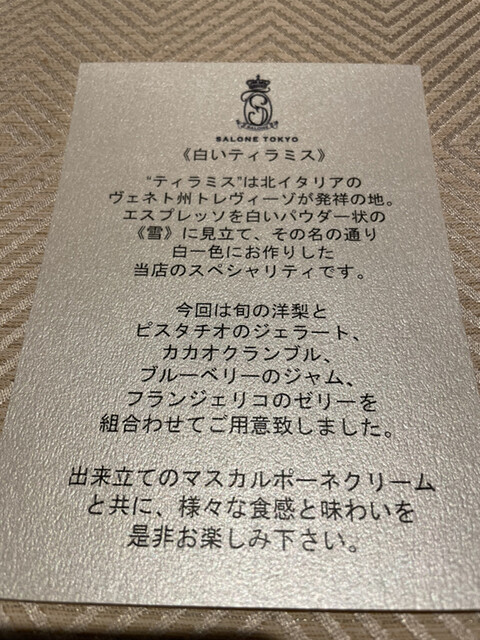 SALONE TOKYO
《白いティラミス》
"ティラミス"は北イタリアの
ヴェネト州トレヴィーゾが発祥の地。
エスプレッソを白いパウダー状の
《雪》に見立て、その名の通り
白一色にお作りした
当店のスペシャリティです。
今回は旬の洋梨と
ピスタチオのジェラート、
カカオクランブル、
ブルーベリーのジャム、
フランジェリコのゼリーを
組合わせてご用意致しました。
出来立てのマスカルポーネクリーム
と共に、様々な食感と味わいを
是非お楽しみ下さい。